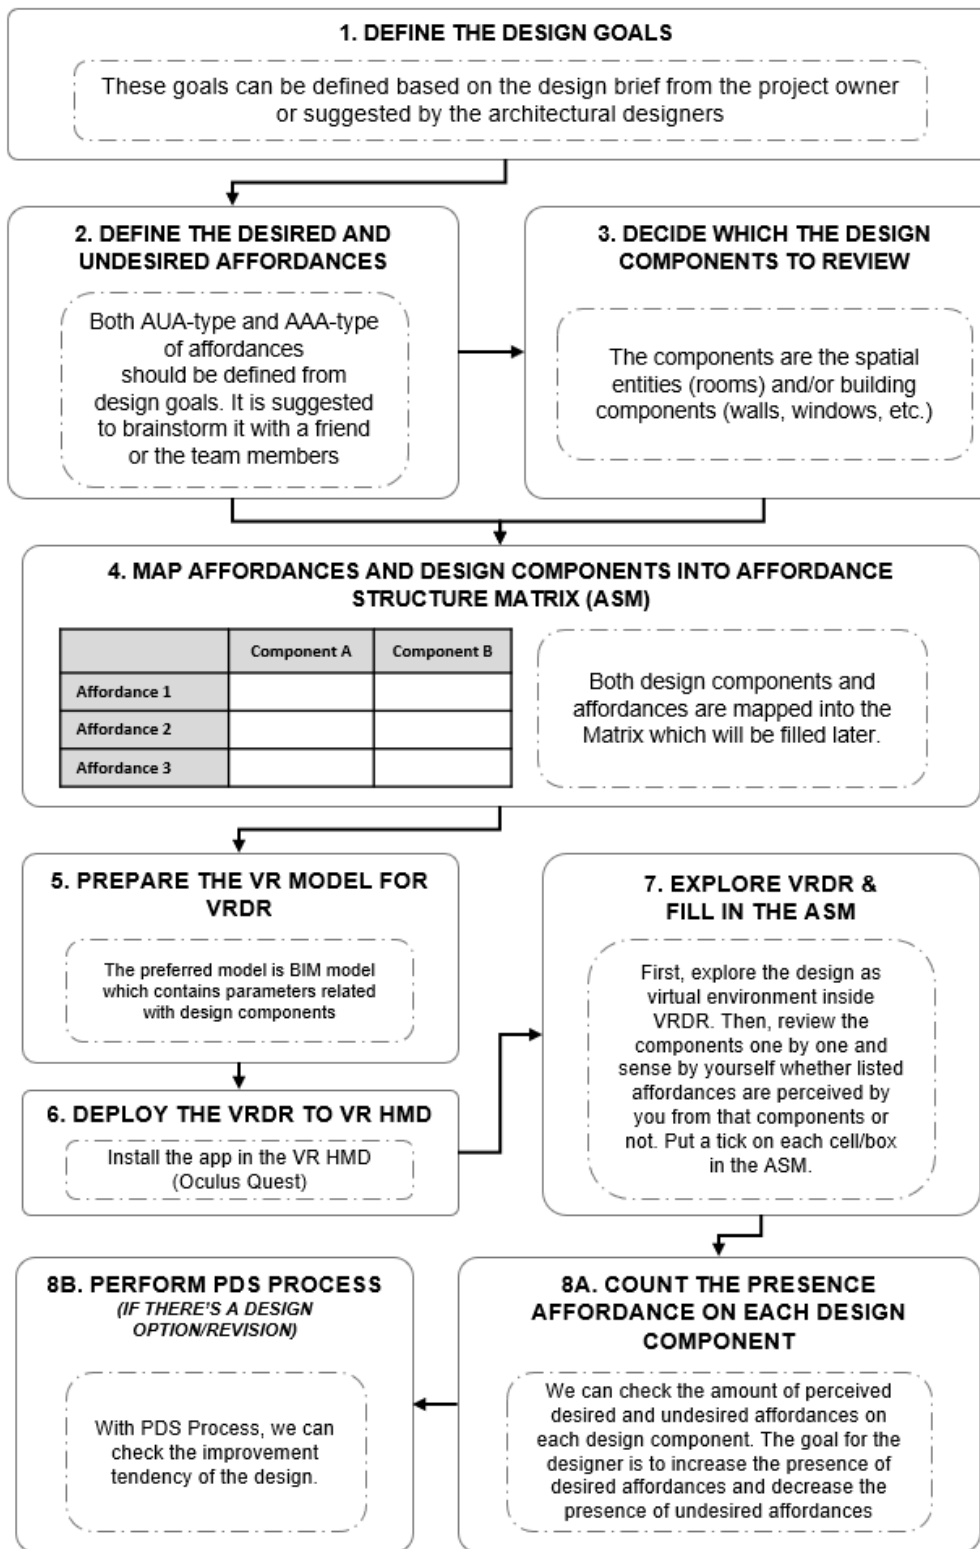 1. DEFINE THE DESIGN GOALS
These goals can be defined based on the design brief from the project owner
or suggested by the architectural designers
2. DEFINE THE DESIRED AND
UNDESIRED AFFORDANCES
Both AUA-type and AAA-type
of affordances
should be defined from
design goals. It is suggested
to brainstorm it with a friend
or the team members
3. DECIDE WHICH THE DESIGN
COMPONENTS TO REVIEW
The components are the spatial
entities (rooms) and/or building
components (walls, windows, etc.)
4. MAP AFFORDANCES AND DESIGN COMPONENTS INTO AFFORDANCE
STRUCTURE MATRIX (ASM)
Component A
Component B
Affordance 1
Affordance 2
Affordance 3
Both design components and
affordances are mapped into the
Matrix which will be filled later.
5. PREPARE THE VR MODEL FOR
VRDR
The preferred model is BIM model
which contains parameters related
with design components
6. DEPLOY THE VRDR TO VR HMD
Install the app in the VR HMD
(Oculus Quest)
7. EXPLORE VRDR &
FILL IN THE ASM
First, explore the design as
virtual environment inside
VRDR. Then, review the
components one by one and
sense by yourself whether listed
affordances are perceived by
you from that components or
not. Put a tick on each cell/box
in the ASM.
8A. COUNT THE PRESENCE
AFFORDANCE ON EACH DESIGN
COMPONENT
We can check the amount of perceived
desired and undesired affordances on
each design component. The goal for the
designer is to increase the presence of
desired affordances and decrease the
presence of undesired affordances
8B. PERFORM PDS PROCESS
(IF THERE'S A DESIGN
OPTION/REVISION)
With PDS Process, we can
check the improvement
tendency of the design.